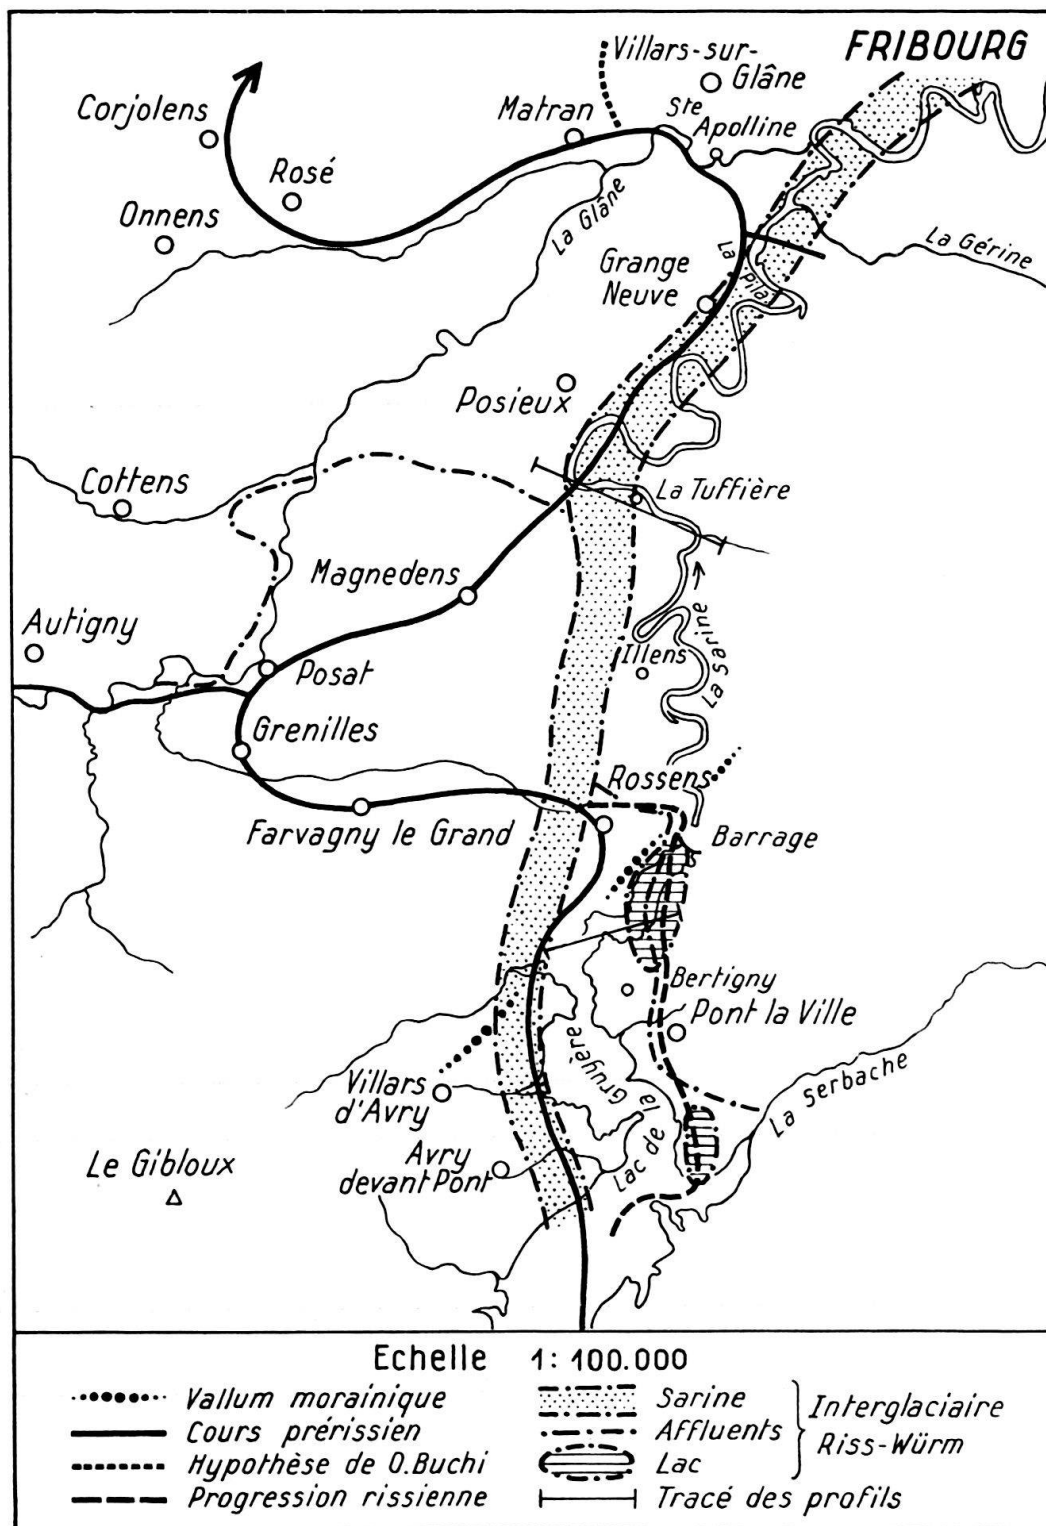 FRIBOURG
Villars-sur-
Glâne
Corjolens
Matran
Ste
Apolline
Rosé
Onnens
La Glâne
La Gérine
Grange
Neuve
Posieux
Cottens
La Tuffière
Magnedens
Autigny
Posat
Illens
La Sarine
Grenilles
Rossens
Farvagny le Grand
Barrage
Bertigny
Pont la Ville
Villars
d'Avry
Lac de la Gruyère
La Serbache
Avry
devant Pont
Le Gibloux
Echelle 1: 100.000
Vallum morainique
Cours prérissien
Hypothèse de O.Buchi
Progression rissienne
Sarine
Affluents
Lac
Interglaciaire
Riss-Würm
Tracé des profils